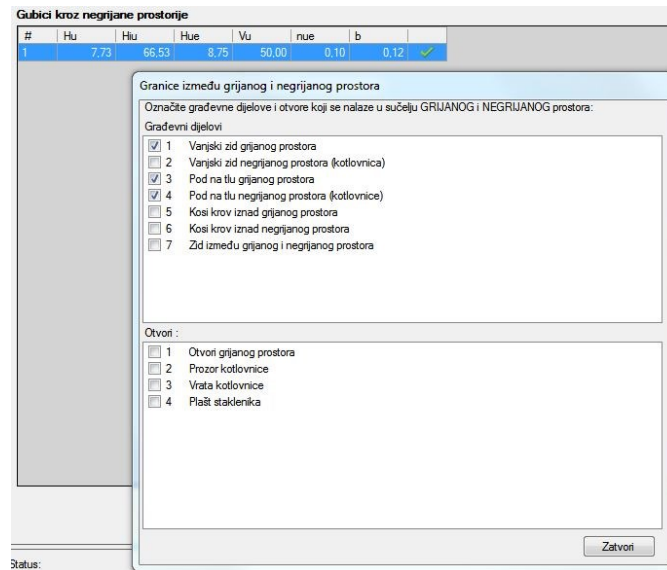 Gubici kroz negrijane prostorije
# Hu Hiu Hue Vu nue b
1 7,73 66,53 8,75 50,00 0,10 0,12
Granice između grijanog i negrijanog prostora
Označite građevne dijelove i otvore koji se nalaze u sučelju GRIJANOG i NEGRIJANOG prostora:
Građevni dijelovi
1 Vanjski zid grijanog prostora
2 Vanjski zid negrijanog prostora (kotlovnica)
3 Pod na tlu grijanog prostora
4 Pod na tlu negrijanog prostora (kotlovnice)
5 Kosi krov iznad grijanog prostora
6 Kosi krov iznad negrijanog prostora
7 Zid između grijanog i negrijanog prostora
Otvori :
1 Otvori grijanog prostora
2 Prozor kotlovnice
3 Vrata kotlovnice
4 Plašt staklenika
Zatvori
Status: